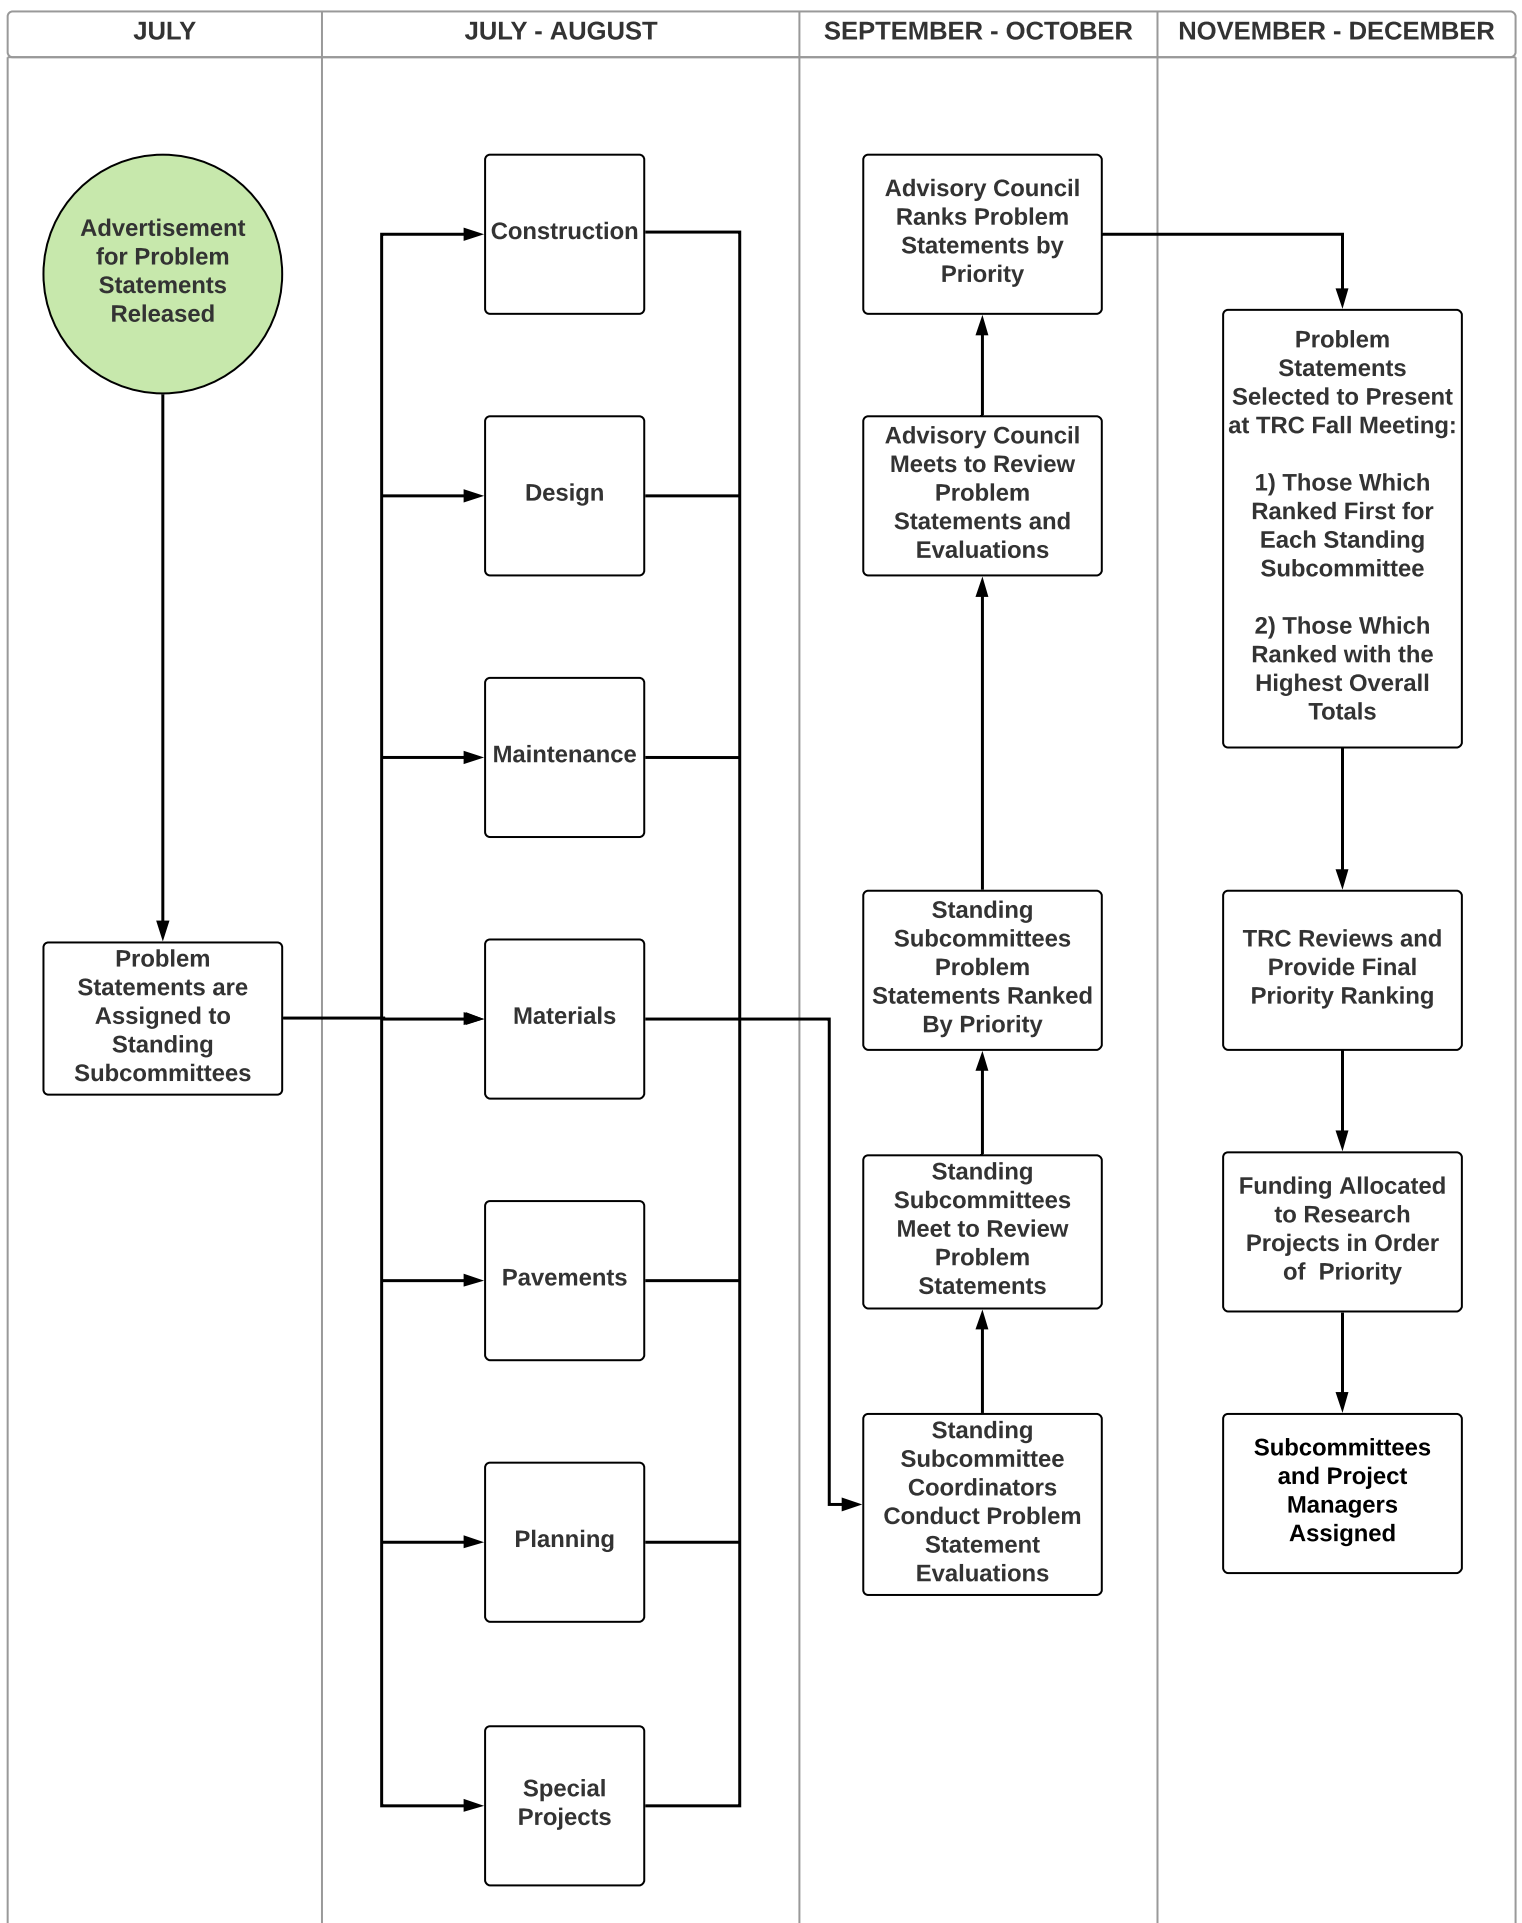 JULY
JULY - AUGUST
SEPTEMBER - OCTOBER
NOVEMBER - DECEMBER
Advertisement
for Problem
Statements
Released
Problem
Statements are
Assigned to
Standing
Subcommittees
Construction
Design
Maintenance
Materials
Pavements
Planning
Special
Projects
Advisory Council
Ranks Problem
Statements by
Priority
Advisory Council
Meets to Review
Problem
Statements and
Evaluations
Standing
Subcommittees
Problem
Statements Ranked
By Priority
Standing
Subcommittees
Meet to Review
Problem
Statements
Standing
Subcommittee
Coordinators
Conduct Problem
Statement
Evaluations
Problem
Statements
Selected to Present
at TRC Fall Meeting:
1) Those Which
Ranked First for
Each Standing
Subcommittee
2) Those Which
Ranked with the
Highest Overall
Totals
TRC Reviews and
Provide Final
Priority Ranking
Funding Allocated
to Research
Projects in Order
of  Priority
Subcommittees
and Project
Managers
Assigned